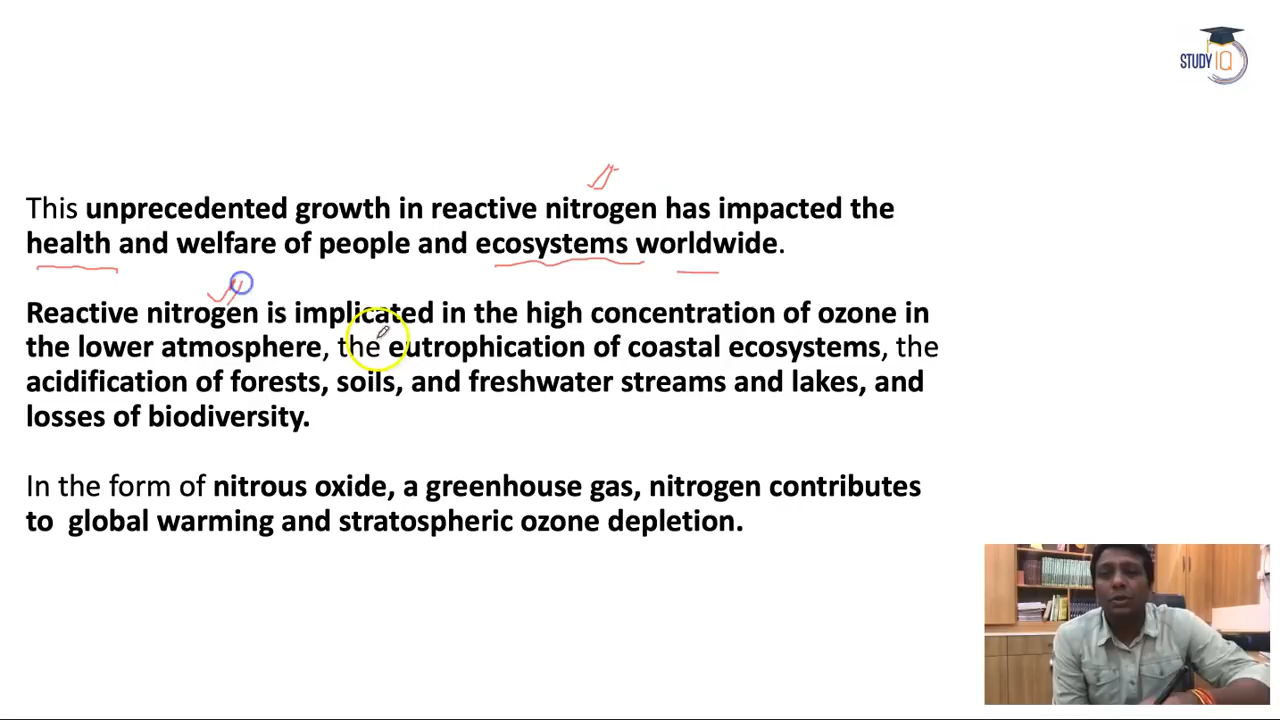 STUDY IQ
This unprecedented growth in reactive nitrogen has impacted the
health and welfare of people and ecosystems worldwide.
Reactive nitrogen is implicated in the high concentration of ozone in
the lower atmosphere, the eutrophication of coastal ecosystems, the
acidification of forests, soils, and freshwater streams and lakes, and
losses of biodiversity.
In the form of nitrous oxide, a greenhouse gas, nitrogen contributes
to global warming and stratospheric ozone depletion.